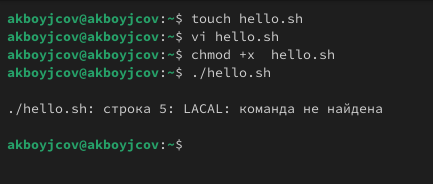 akboyjcov@akboyjcov:~$ touch hello.sh
akboyjcov@akboyjcov:~$ vi hello.sh
akboyjcov@akboyjcov:~$ chmod +x  hello.sh
akboyjcov@akboyjcov:~$ ./hello.sh
./hello.sh: строка 5: LACAL: команда не найдена
akboyjcov@akboyjcov:~$